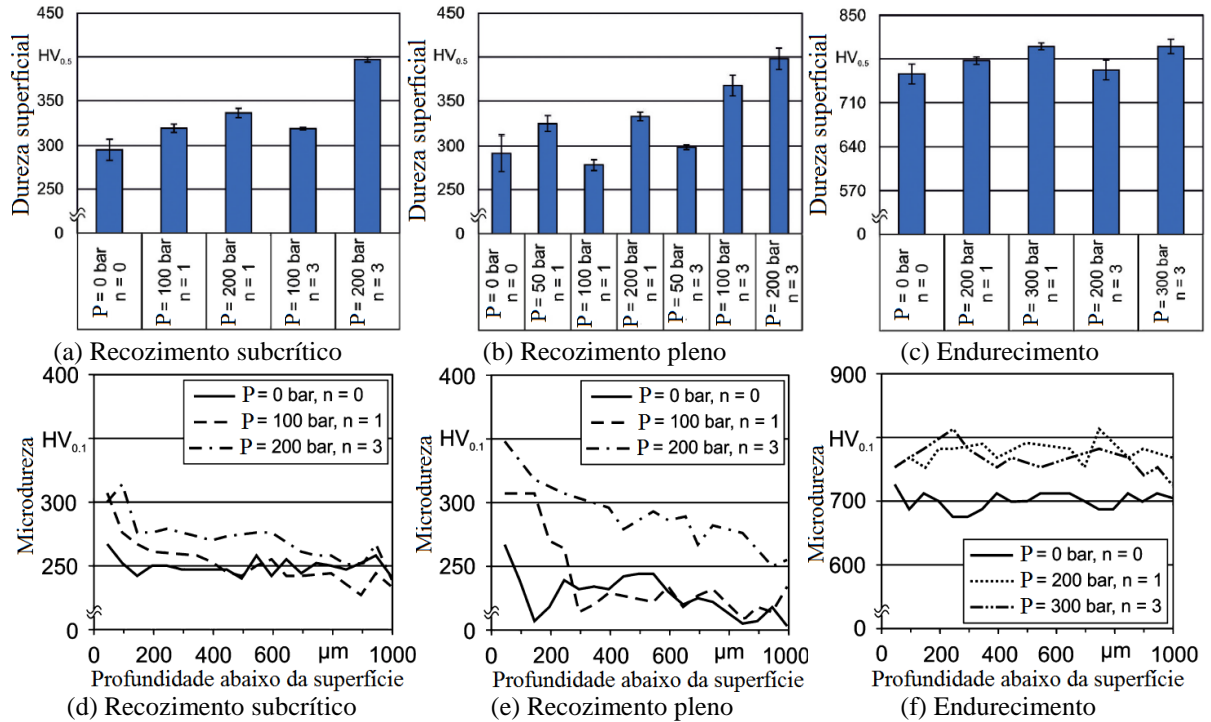 Dureza superficial
450
HV0.5
350
300
250
0
P = 0 bar
n = 0
P = 100 bar
n = 1
P = 200 bar
n = 1
P = 100 bar
n = 3
P = 200 bar
n = 3
(a) Recozimento subcrítico
Dureza superficial
450
HV0.5
350
300
250
0
P = 0 bar
n = 0
P = 50 bar
n = 1
P = 100 bar
n = 1
P = 200 bar
n = 1
P = 50 bar
n = 3
P = 100 bar
n = 3
P = 200 bar
n = 3
(b) Recozimento pleno
Dureza superficial
850
HV0.5
710
640
570
0
P = 0 bar
n = 0
P = 200 bar
n = 1
P = 300 bar
n = 1
P = 200 bar
n = 3
P = 300 bar
n = 3
(c) Endurecimento
Microdureza
400
HV0.1
300
250
0
P = 0 bar, n = 0
P = 100 bar, n = 1
P = 200 bar, n = 3
0 200 400 600 µm 1000
Profundidade abaixo da superfície
(d) Recozimento subcrítico
Microdureza
400
HV0.1
300
250
0
P = 0 bar, n = 0
P = 100 bar, n = 1
P = 200 bar, n = 3
0 200 400 600 µm 1000
Profundidade abaixo da superfície
(e) Recozimento pleno
Microdureza
900
HV0.1
700
600
0
P = 0 bar, n = 0
P = 200 bar, n = 1
P = 300 bar, n = 3
0 200 400 600 µm 1000
Profundidade abaixo da superfície
(f) Endurecimento